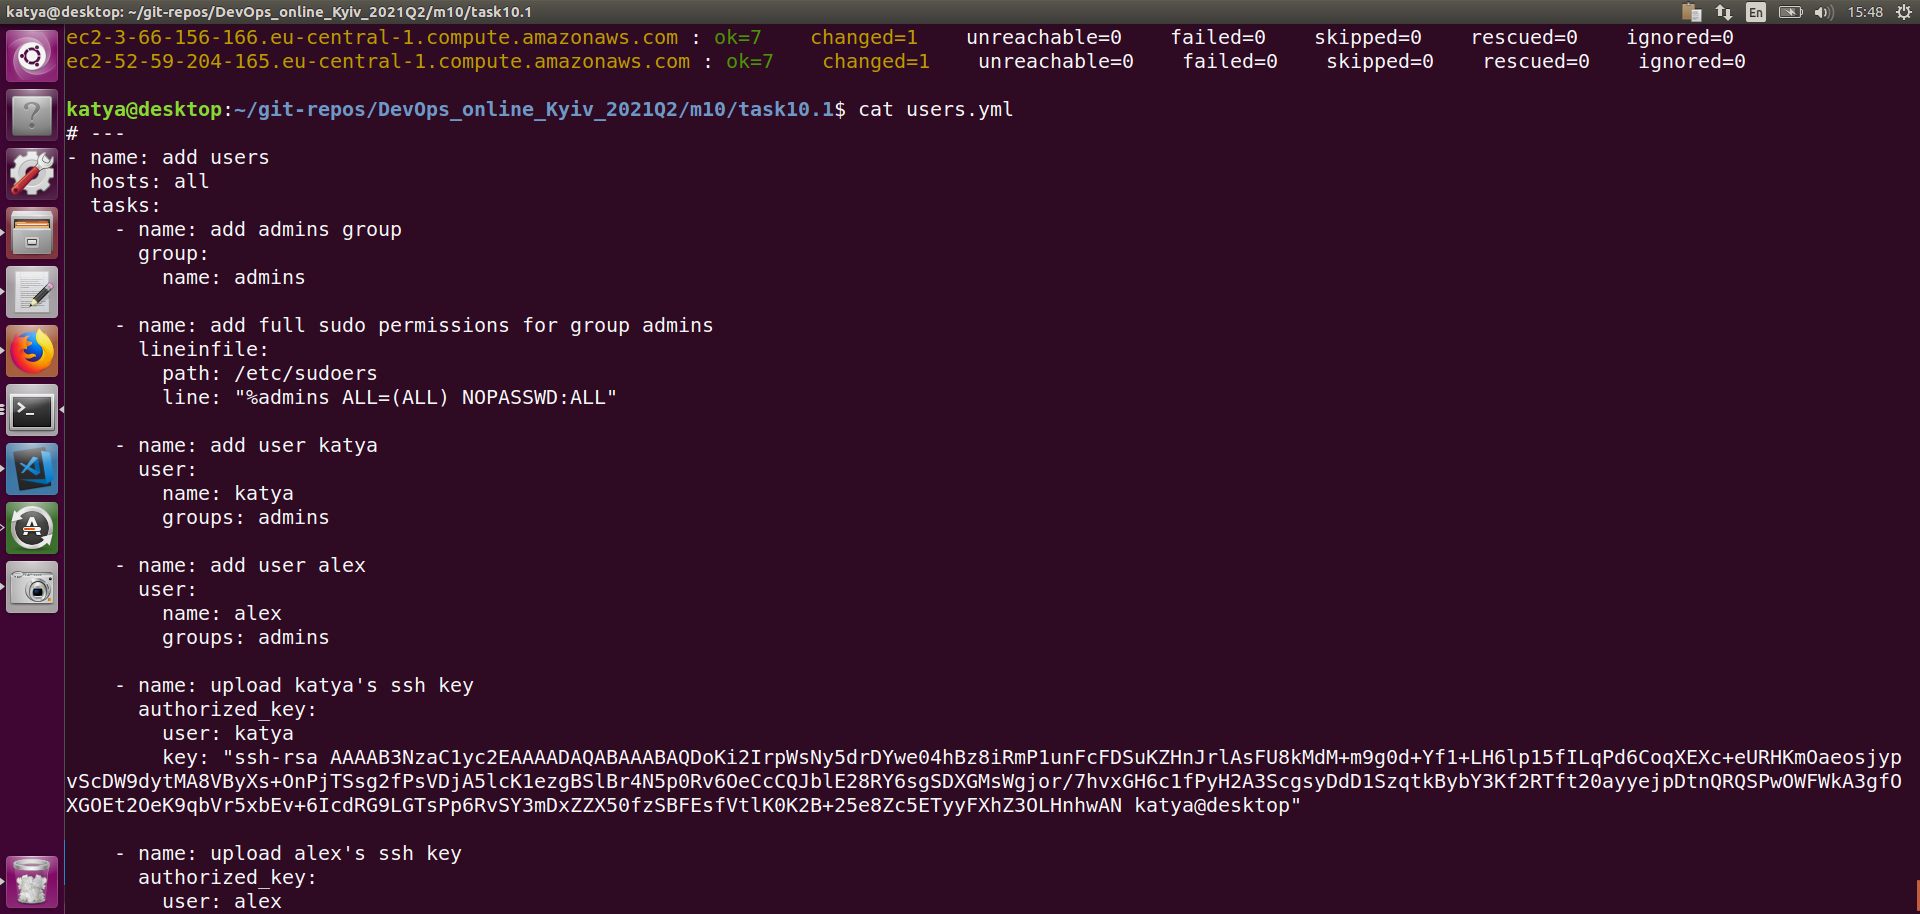 katya@desktop: ~/git-repos/DevOps_online_Kyiv_2021Q2/m10/task10.1
En
15:48
ec2-3-66-156-166.eu-central-1.compute.amazonaws.com : ok=7    changed=1    unreachable=0    failed=0    skipped=0    rescued=0    ignored=0
ec2-52-59-204-165.eu-central-1.compute.amazonaws.com : ok=7    changed=1    unreachable=0    failed=0    skipped=0    rescued=0    ignored=0
katya@desktop:~/git-repos/DevOps_online_Kyiv_2021Q2/m10/task10.1$ cat users.yml
# ---
- name: add users
  hosts: all
  tasks:
    - name: add admins group
      group:
        name: admins
    - name: add full sudo permissions for group admins
      lineinfile:
        path: /etc/sudoers
        line: "%admins ALL=(ALL) NOPASSWD:ALL"
    - name: add user katya
      user:
        name: katya
        groups: admins
    - name: add user alex
      user:
        name: alex
        groups: admins
    - name: upload katya's ssh key
      authorized_key:
        user: katya
        key: "ssh-rsa AAAAB3NzaC1yc2EAAAADAQABAAABAQDoKi2IrpWsNy5drDYwe04hBz8iRmP1unFcFDSuKZHnJrlAsFU8kMdM+m9g0d+Yf1+LH6lp15fILqPd6CoqXEXc+eURHKmOaeosjyp
vScDW9dytMA8VByXs+OnPjTSsg2fPsVDjA5lcK1ezgBSlBr4N5p0Rv6OeCcCQJblE28RY6sgSDXGMsWgjor/7hvxGH6c1fPyH2A3ScgsyDdD1SzqtkBybY3Kf2RTft20ayyejpDtnQRQSPwOWFWkA3gfO
XGOEt2OeK9qbVr5xbEv+6IcdRG9LGTsPp6RvSY3mDxZZX50fzSBFEsfVtlK0K2B+25e8Zc5ETyyFXhZ3OLHnhwAN katya@desktop"
    - name: upload alex's ssh key
      authorized_key:
        user: alex